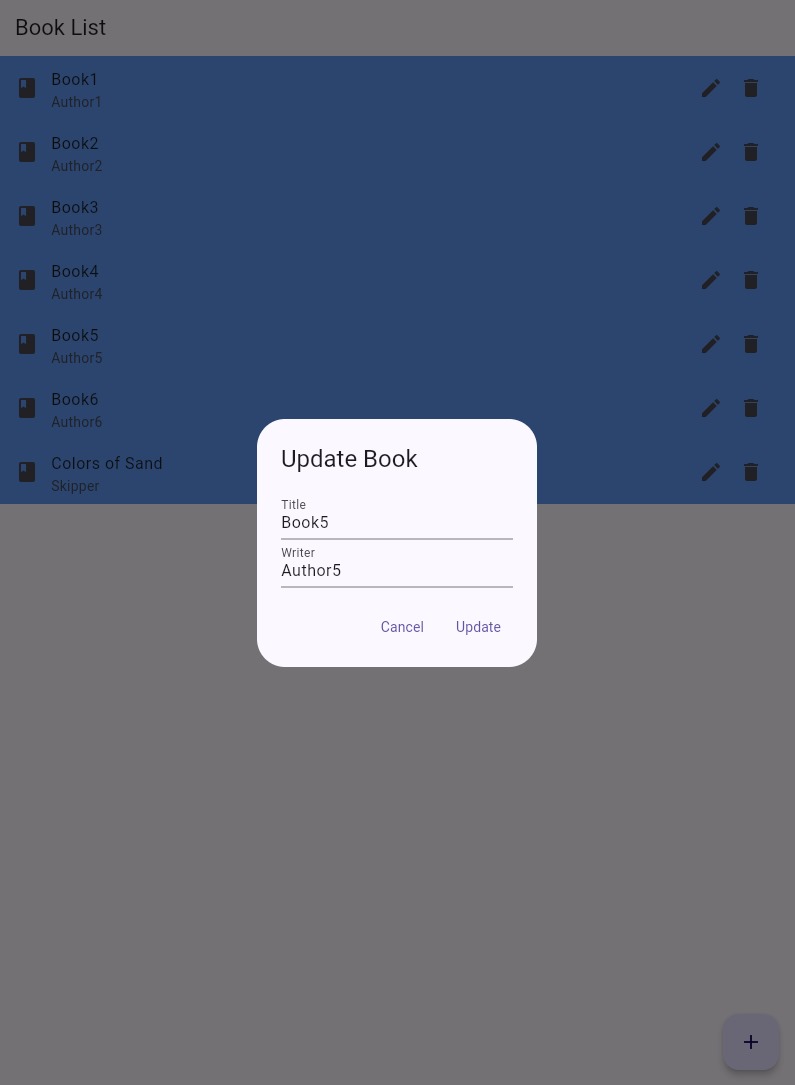 Book List
Book1
Author1
Book2
Author2
Book3
Author3
Book4
Author4
Book5
Author5
Book6
Author6
Colors of Sand
Skipper
Update Book
Title
Book5
Writer
Author5
Cancel Update